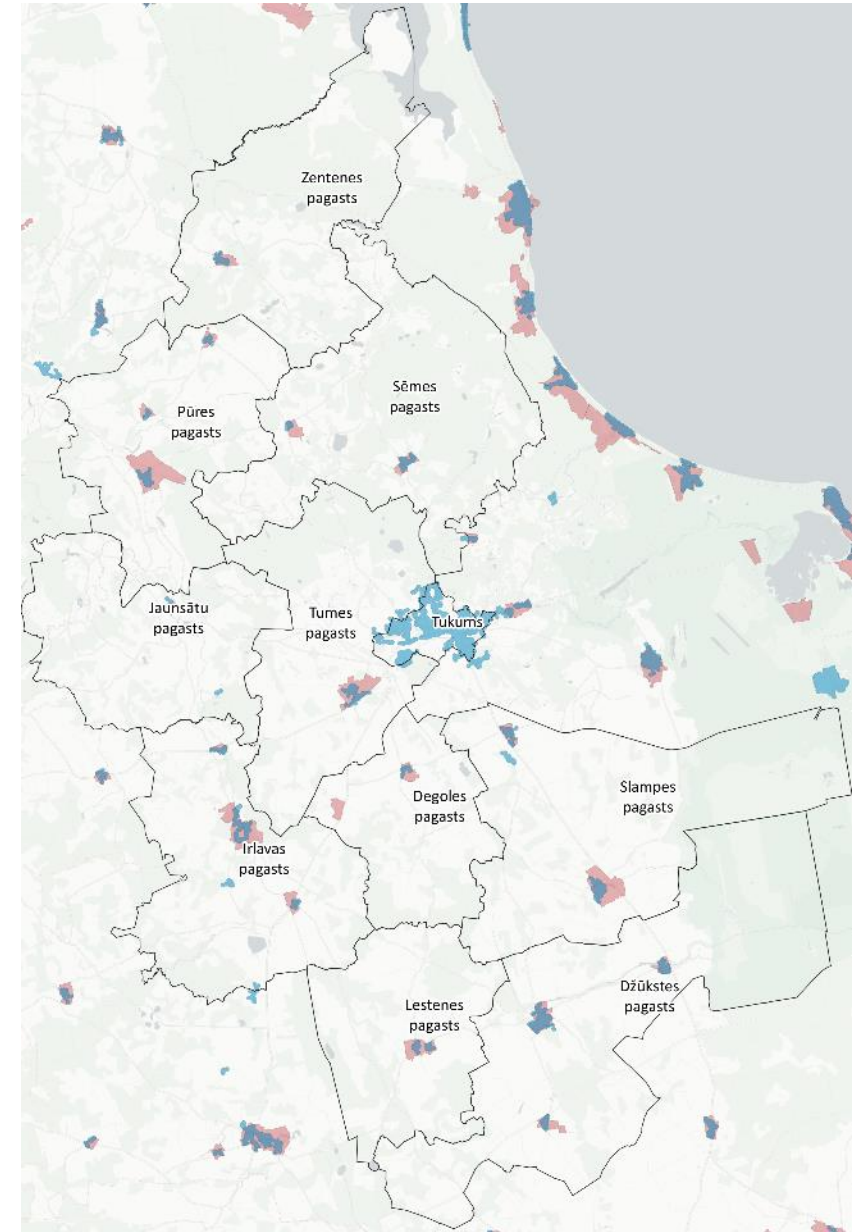 Zentenes
pagasts
Sēmes
pagasts
Pūres
pagasts
Jaunsātu
pagasts
Tumes
pagasts
Tukums
Degoles
pagasts
Slampes
pagasts
Irlavas
pagasts
Džūkstes
pagasts
Lestenes
pagasts